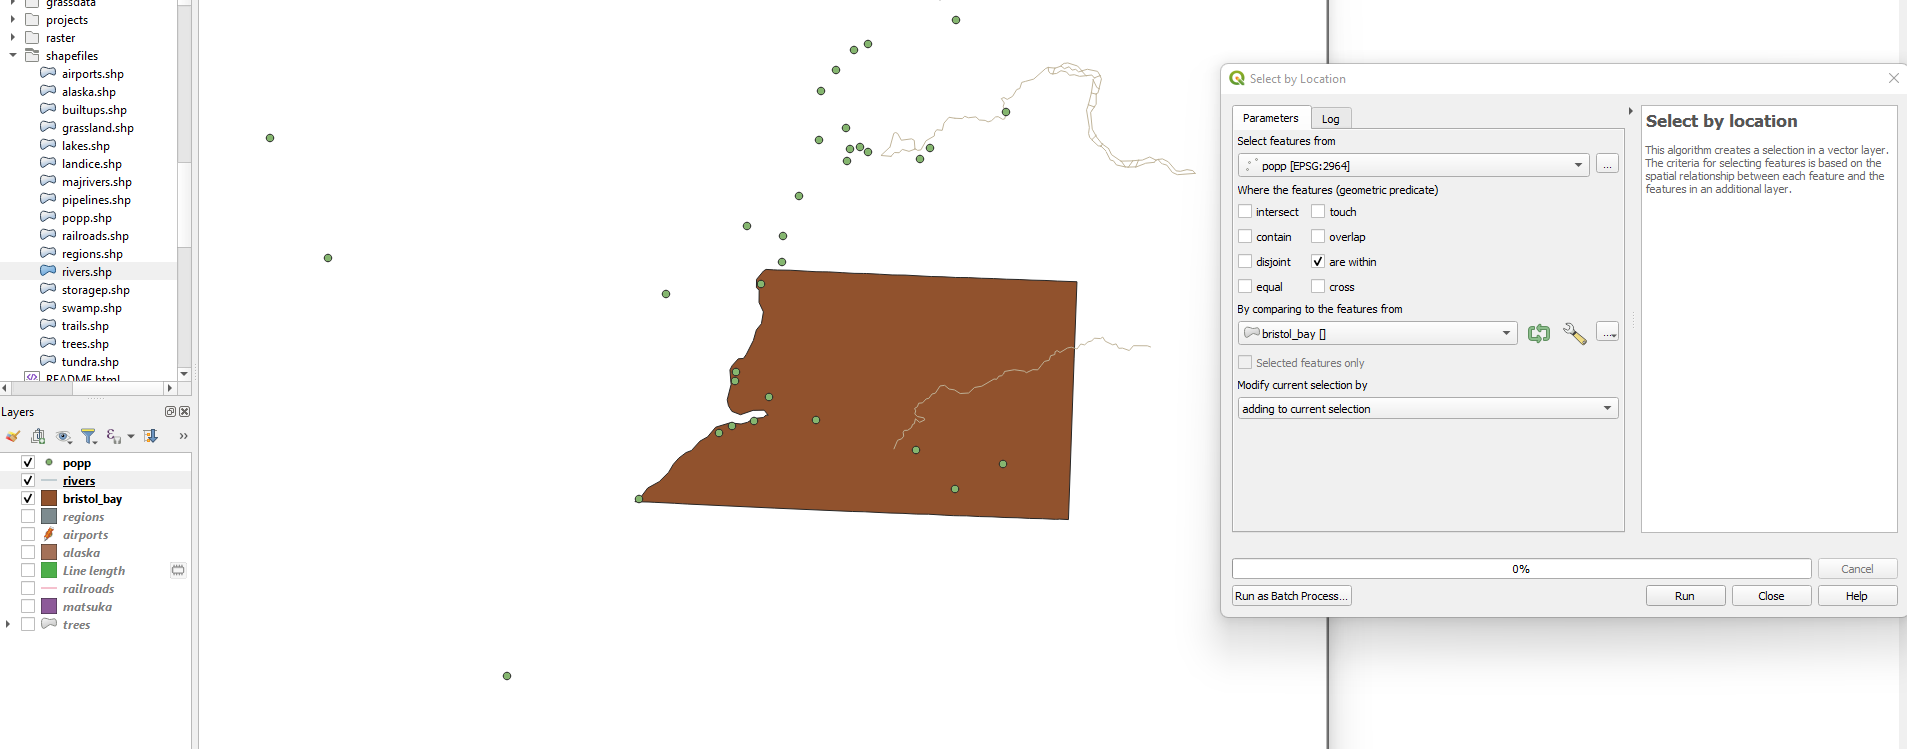 grassdata
projects
raster
shapefiles
airports.shp
alaska.shp
builtups.shp
grassland.shp
lakes.shp
landice.shp
majrivers.shp
pipelines.shp
popp.shp
railroads.shp
regions.shp
rivers.shp
storagep.shp
swamp.shp
trails.shp
trees.shp
tundra.shp
README.html
Layers
popp
rivers
bristol_bay
regions
airports
alaska
Line length
railroads
matsuka
trees
Select by Location
Parameters
Log
Select features from
popp [EPSG:2964]
...
Where the features (geometric predicate)
intersect touch
contain overlap
disjoint are within
equal cross
By comparing to the features from
bristol_bay []
...
Selected features only
Modify current selection by
adding to current selection
Select by location
This algorithm creates a selection in a vector layer.
The criteria for selecting features is based on the
spatial relationship between each feature and the
features in an additional layer.
0%
Cancel
Run as Batch Process...
Run
Close
Help